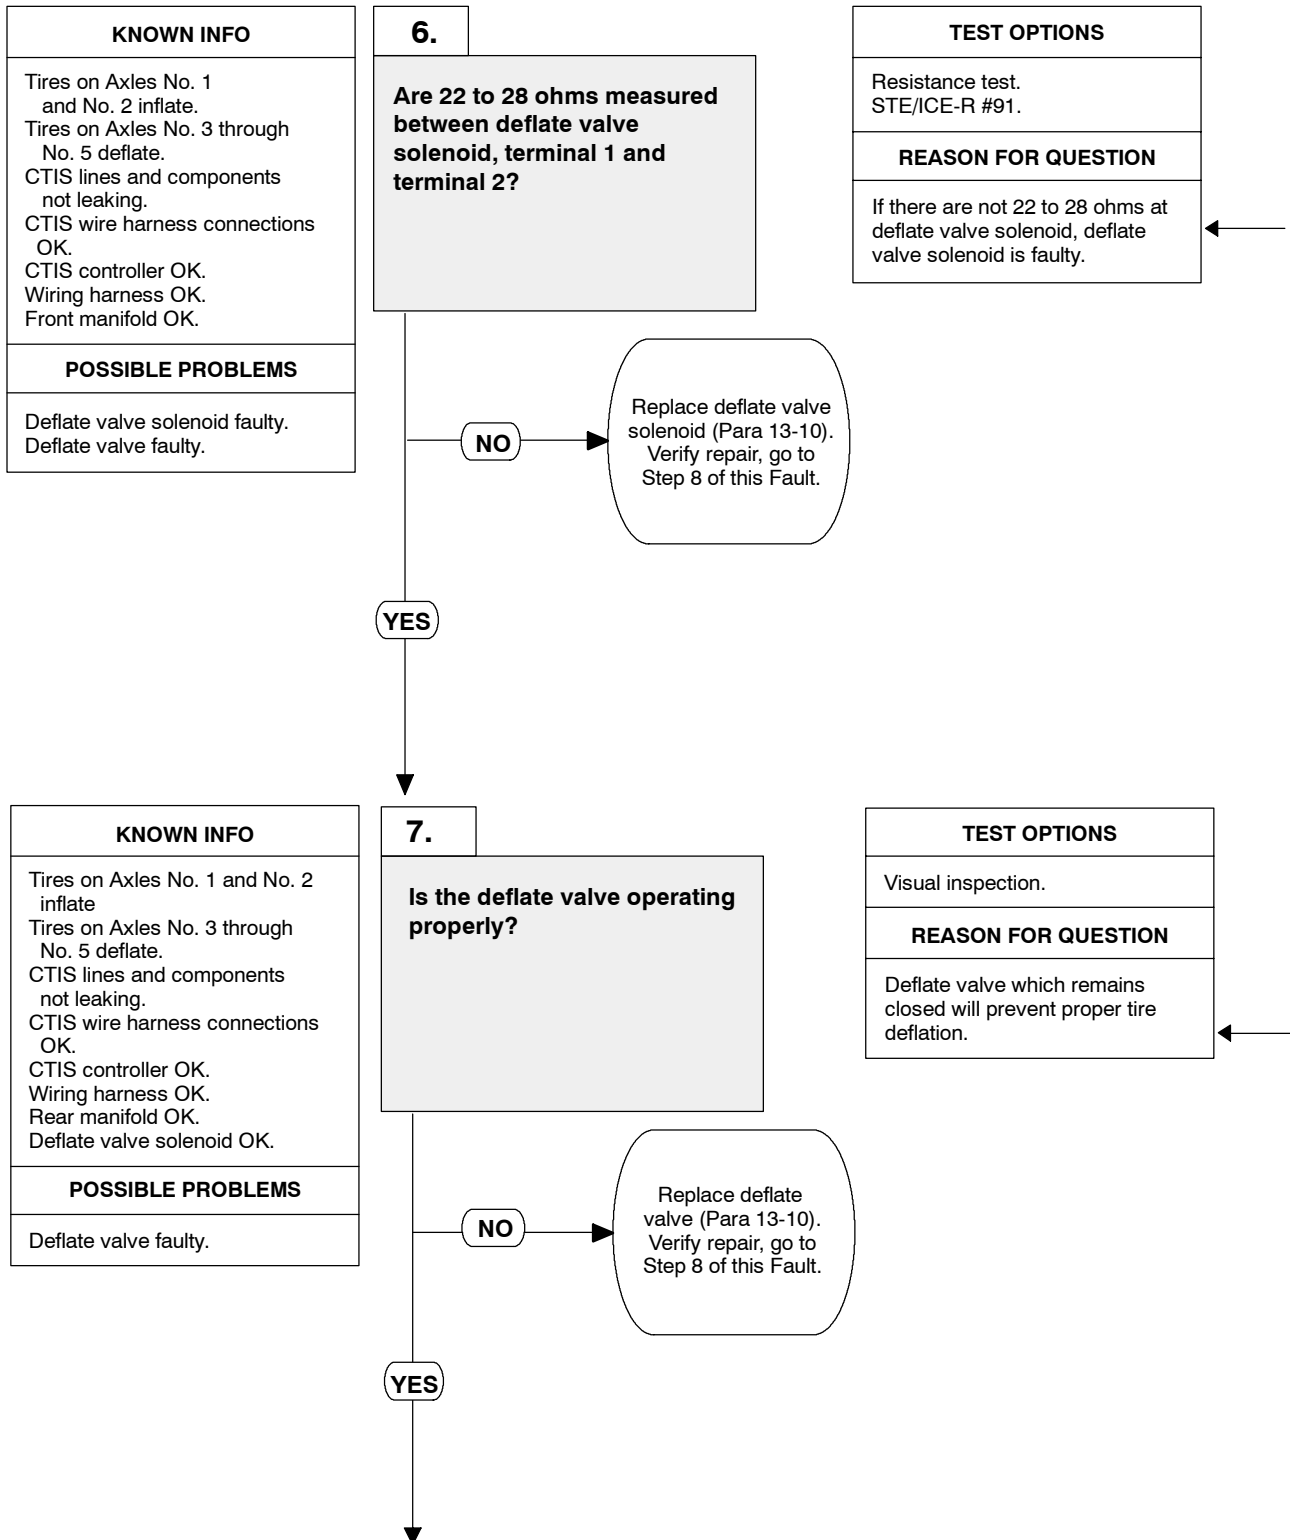 KNOWN INFO
Tires on Axles No. 1
and No. 2 inflate.
Tires on Axles No. 3 through
No. 5 deflate.
CTIS lines and components
not leaking.
CTIS wire harness connections
OK.
CTIS controller OK.
Wiring harness OK.
Front manifold OK.
POSSIBLE PROBLEMS
Deflate valve solenoid faulty.
Deflate valve faulty.
6.
Are 22 to 28 ohms measured
between deflate valve
solenoid, terminal 1 and
terminal 2?
TEST OPTIONS
Resistance test.
STE/ICE-R #91.
REASON FOR QUESTION
If there are not 22 to 28 ohms at
deflate valve solenoid, deflate
valve solenoid is faulty.
NO
Replace deflate valve
solenoid (Para 13-10).
Verify repair, go to
Step 8 of this Fault.
YES
KNOWN INFO
Tires on Axles No. 1 and No. 2
inflate
Tires on Axles No. 3 through
No. 5 deflate.
CTIS lines and components
not leaking.
CTIS wire harness connections
OK.
CTIS controller OK.
Wiring harness OK.
Rear manifold OK.
Deflate valve solenoid OK.
POSSIBLE PROBLEMS
Deflate valve faulty.
7.
Is the deflate valve operating
properly?
TEST OPTIONS
Visual inspection.
REASON FOR QUESTION
Deflate valve which remains
closed will prevent proper tire
deflation.
NO
Replace deflate
valve (Para 13-10).
Verify repair, go to
Step 8 of this Fault.
YES